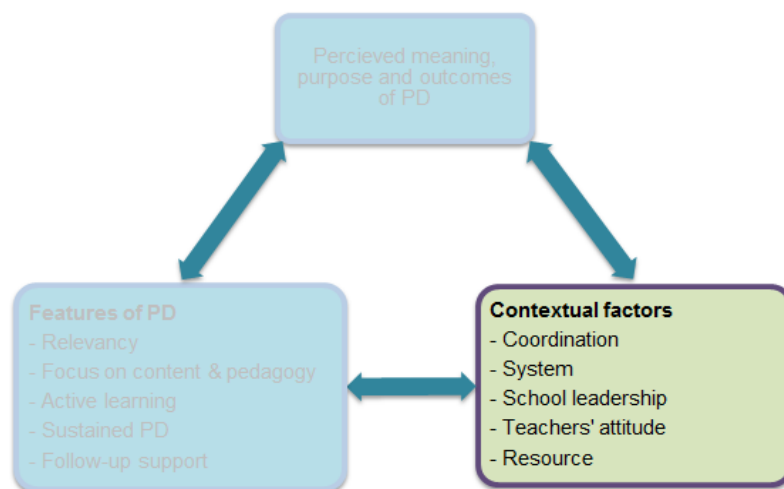 Percieved meaning,
purpose and outcomes
of PD
Features of PD
- Relevancy
- Focus on content & pedagogy
- Active learning
- Sustained PD
- Follow-up support
Contextual factors
- Coordination
- System
- School leadership
- Teachers' attitude
- Resource